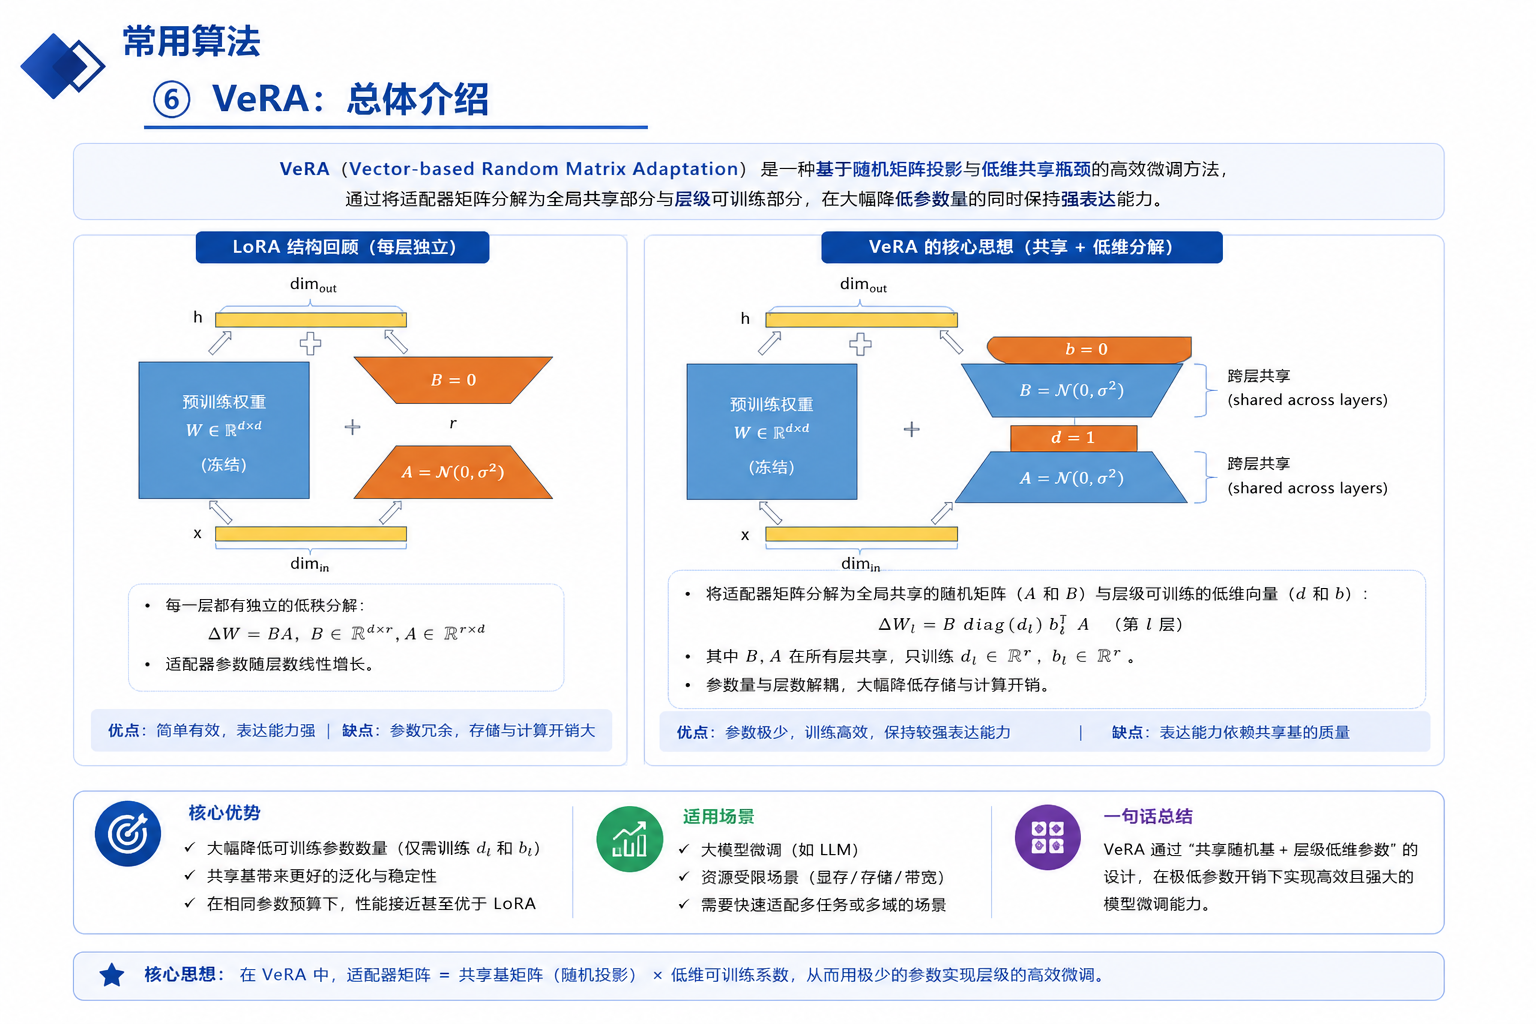 常用算法
⑥ VeRA：总体介绍
VeRA（Vector-based Random Matrix Adaptation） 是一种基于随机矩阵投影与低维共享瓶颈的高效微调方法，
通过将适配器矩阵分解为全局共享部分与层级可训练部分，在大幅降低参数量的同时保持强表达能力。
LoRA 结构回顾（每层独立）
dim_out
h
预训练权重
W ∈ ℝ^{d×d}
(冻结)
B = 0
r
A = 𝒩(0, σ²)
+
x
dim_in
• 每一层都有独立的低秩分解：
ΔW = BA, B ∈ ℝ^{d×r}, A ∈ ℝ^{r×d}
• 适配器参数随层数线性增长。
优点：简单有效，表达能力强 | 缺点：参数冗余，存储与计算开销大
VeRA 的核心思想（共享 + 低维分解）
dim_out
h
预训练权重
W ∈ ℝ^{d×d}
(冻结)
+
b = 0
B = 𝒩(0, σ²)
d = 1
A = 𝒩(0, σ²)
跨层共享
(shared across layers)
跨层共享
(shared across layers)
x
dim_in
• 将适配器矩阵分解为全局共享的随机矩阵（A 和 B）与层级可训练的低维向量（d 和 b）：
ΔW_l = B diag(d_l) b_l^⊤ A （第 l 层）
• 其中 B, A 在所有层共享，只训练 d_l ∈ ℝ^r, b_l ∈ ℝ^r 。
• 参数量与层数解耦，大幅降低存储与计算开销。
优点：参数极少，训练高效，保持较强表达能力 | 缺点：表达能力依赖共享基的质量
核心优势
✓ 大幅降低可训练参数数量（仅需训练 d_l 和 b_l）
✓ 共享基带来更好的泛化与稳定性
✓ 在相同参数预算下，性能接近甚至优于 LoRA
适用场景
✓ 大模型微调（如 LLM）
✓ 资源受限场景（显存/存储/带宽）
✓ 需要快速适配多任务或多域的场景
一句话总结
VeRA 通过 “共享随机基 + 层级低维参数” 的
设计，在极低参数开销下实现高效且强大的
模型微调能力。
核心思想： 在 VeRA 中，适配器矩阵 = 共享基矩阵（随机投影） × 低维可训练系数，从而用极少的参数实现层级的高效微调。